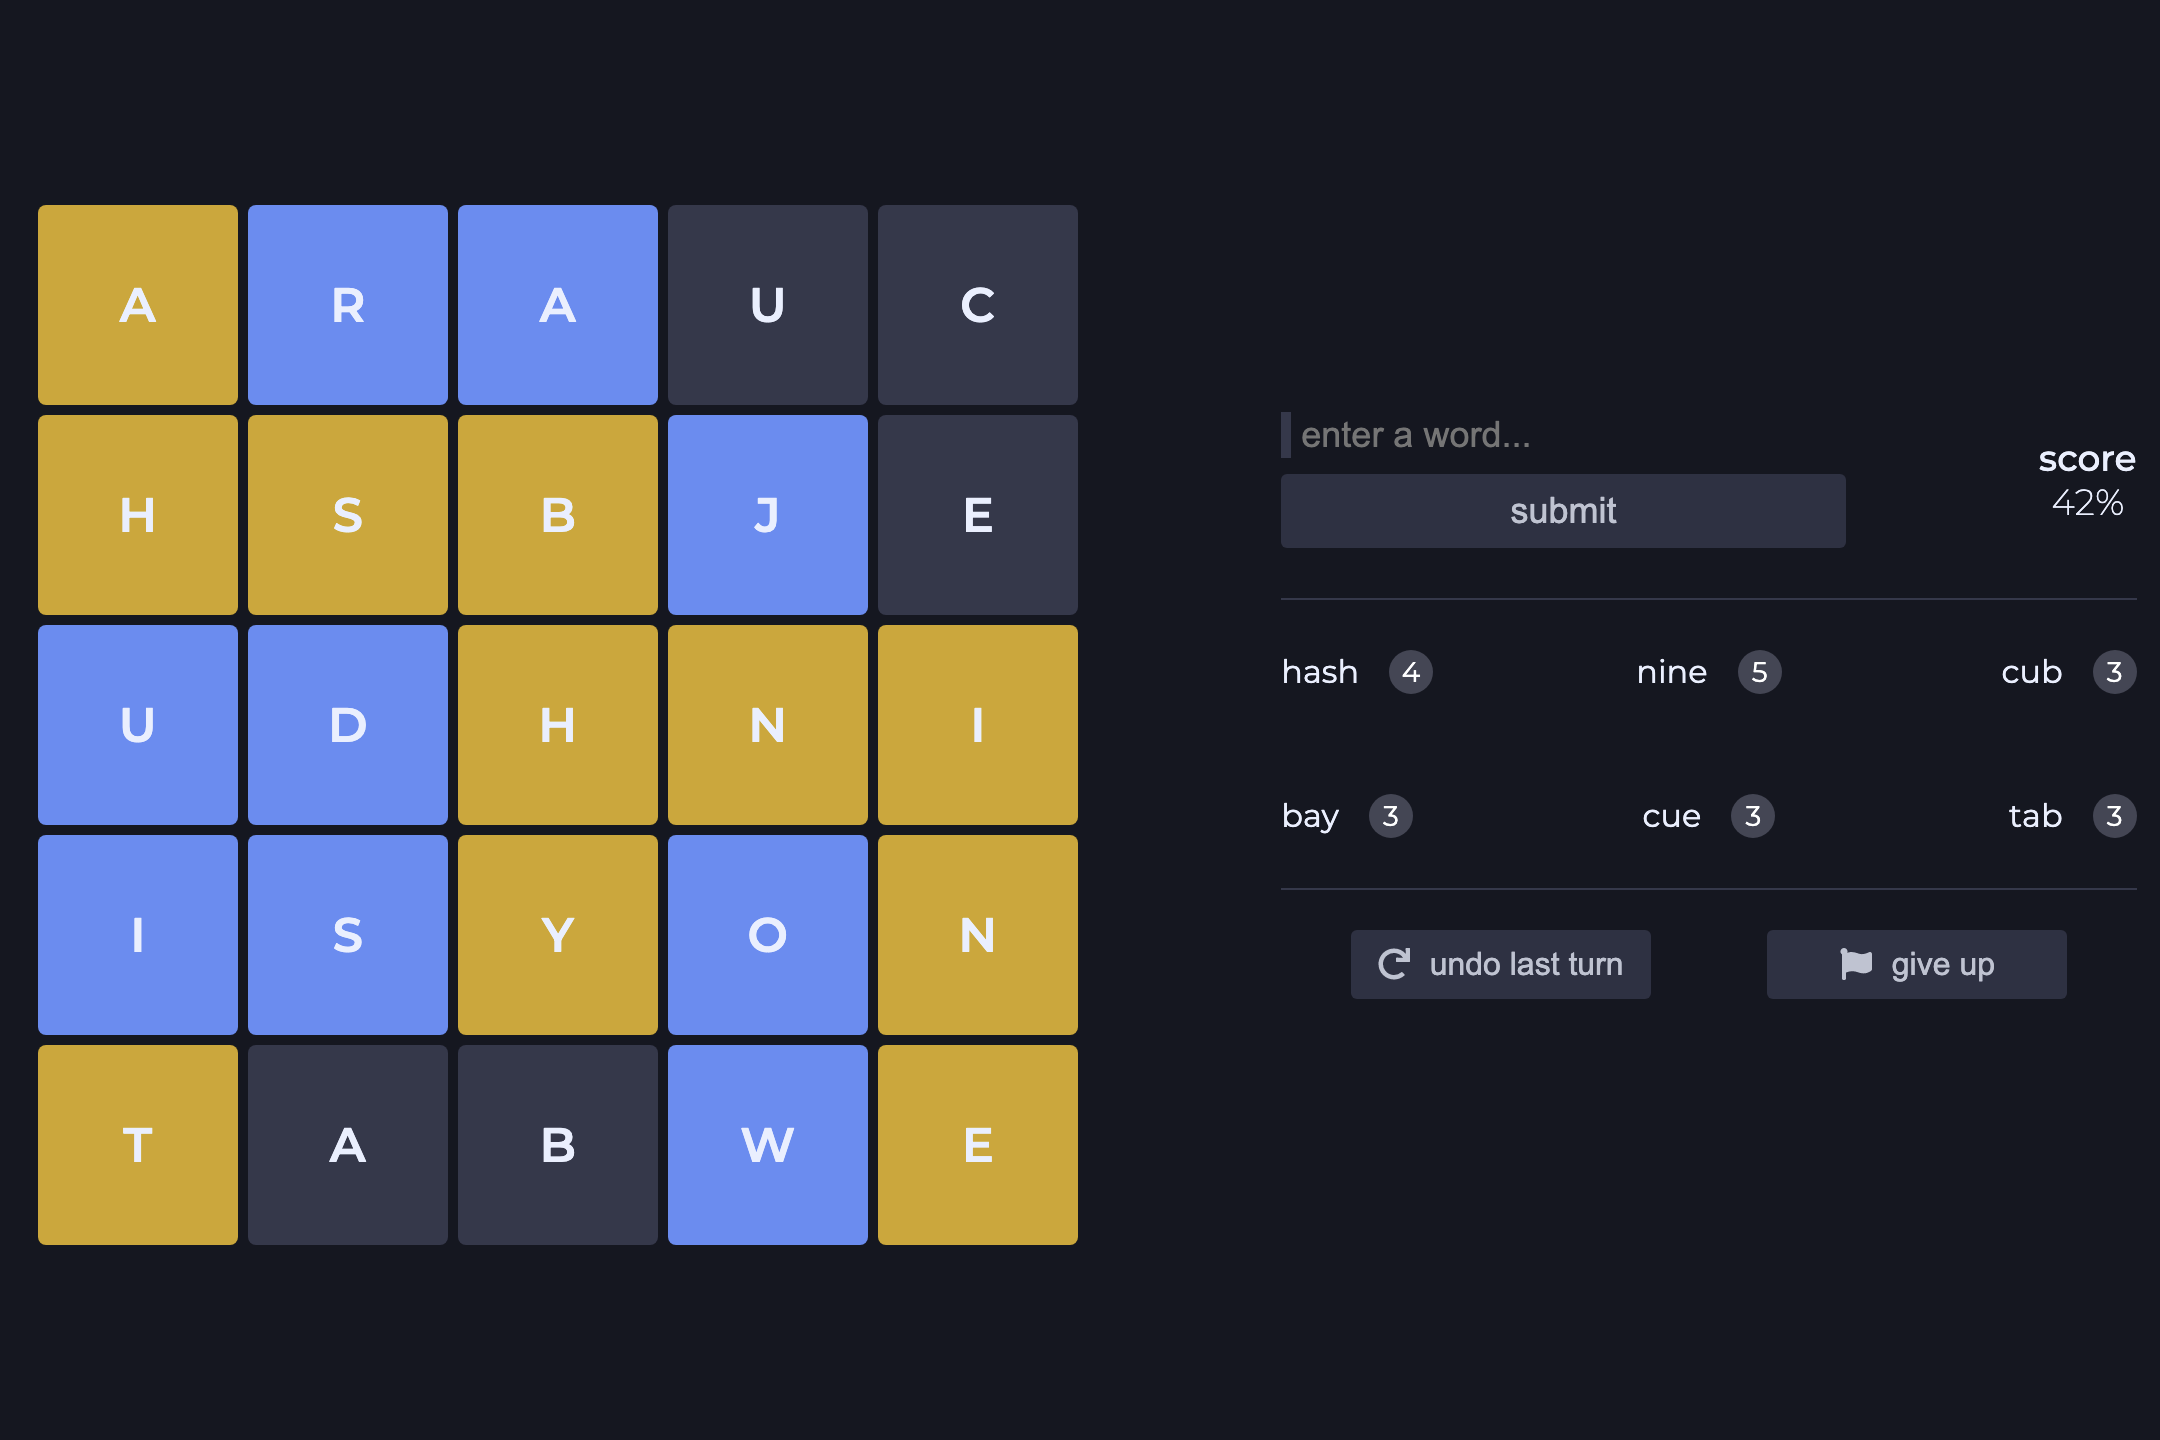 A R A U C
H S B J E
U D H N I
I S Y O N
T A B W E
enter a word...
submit
score
42%
hash 4 nine 5 cub 3
bay 3 cue 3 tab 3
undo last turn give up